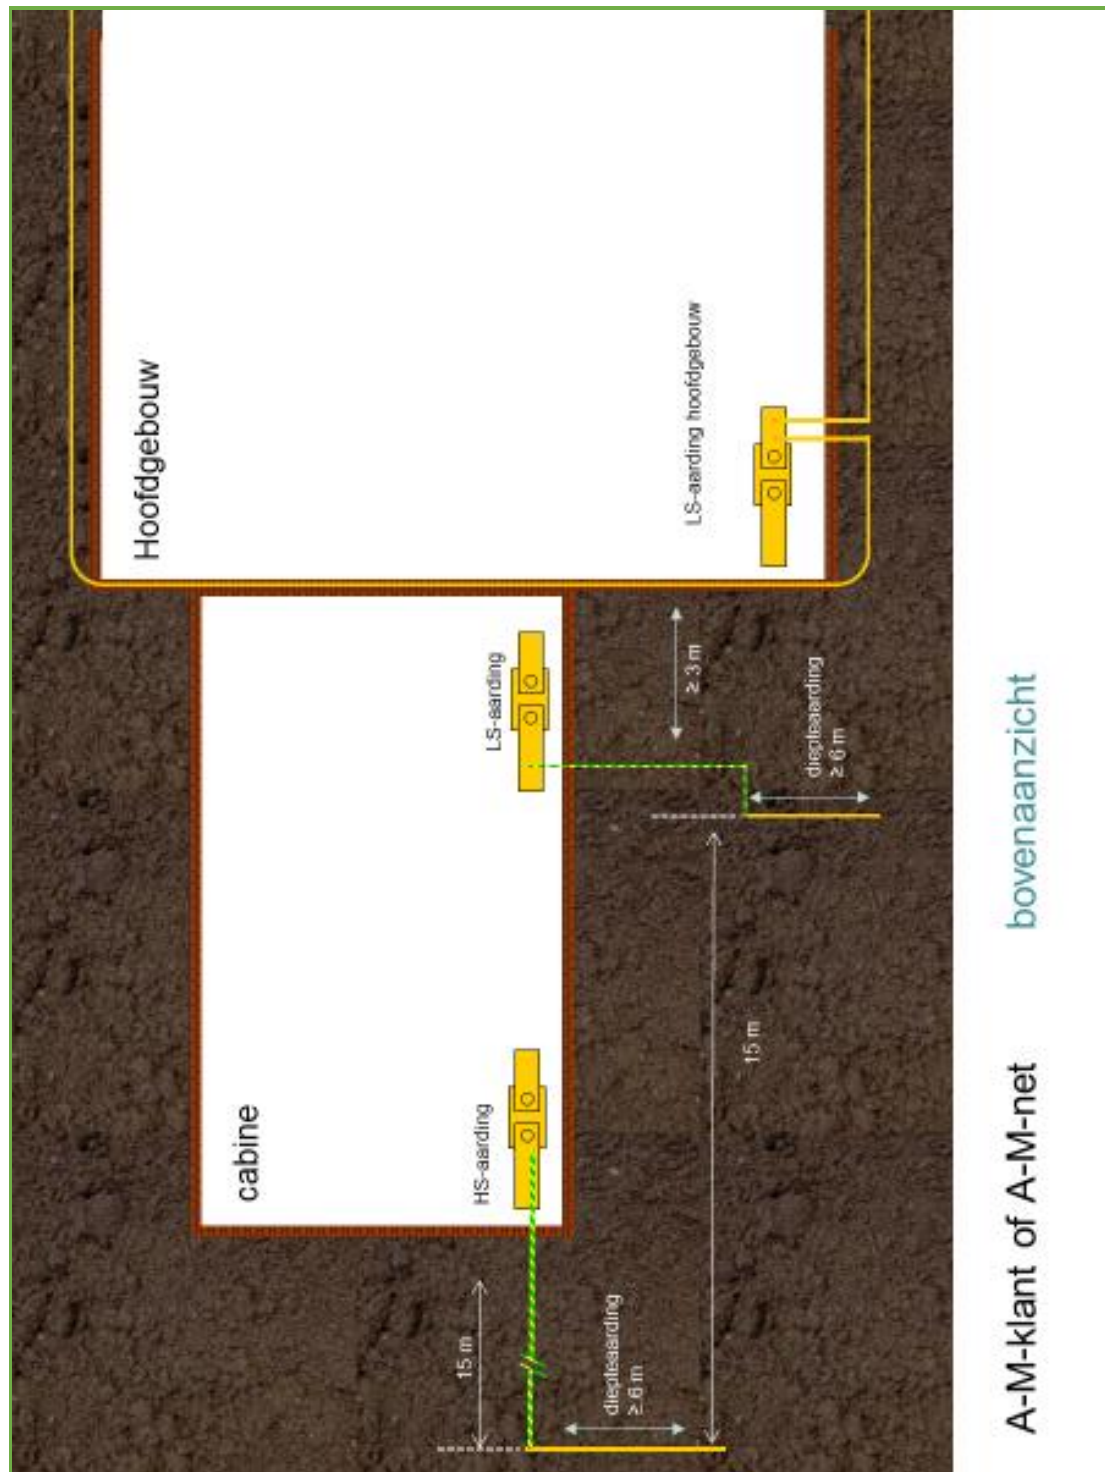 Hoofdgebouw
LS-aarding hoofdgebouw
LS-aarding
≥ 3 m
diepteaarding
≥ 6 m
15 m
cabine
HS-aarding
15 m
diepteaarding
≥ 6 m
A-M-klant of A-M-net bovenaanzicht